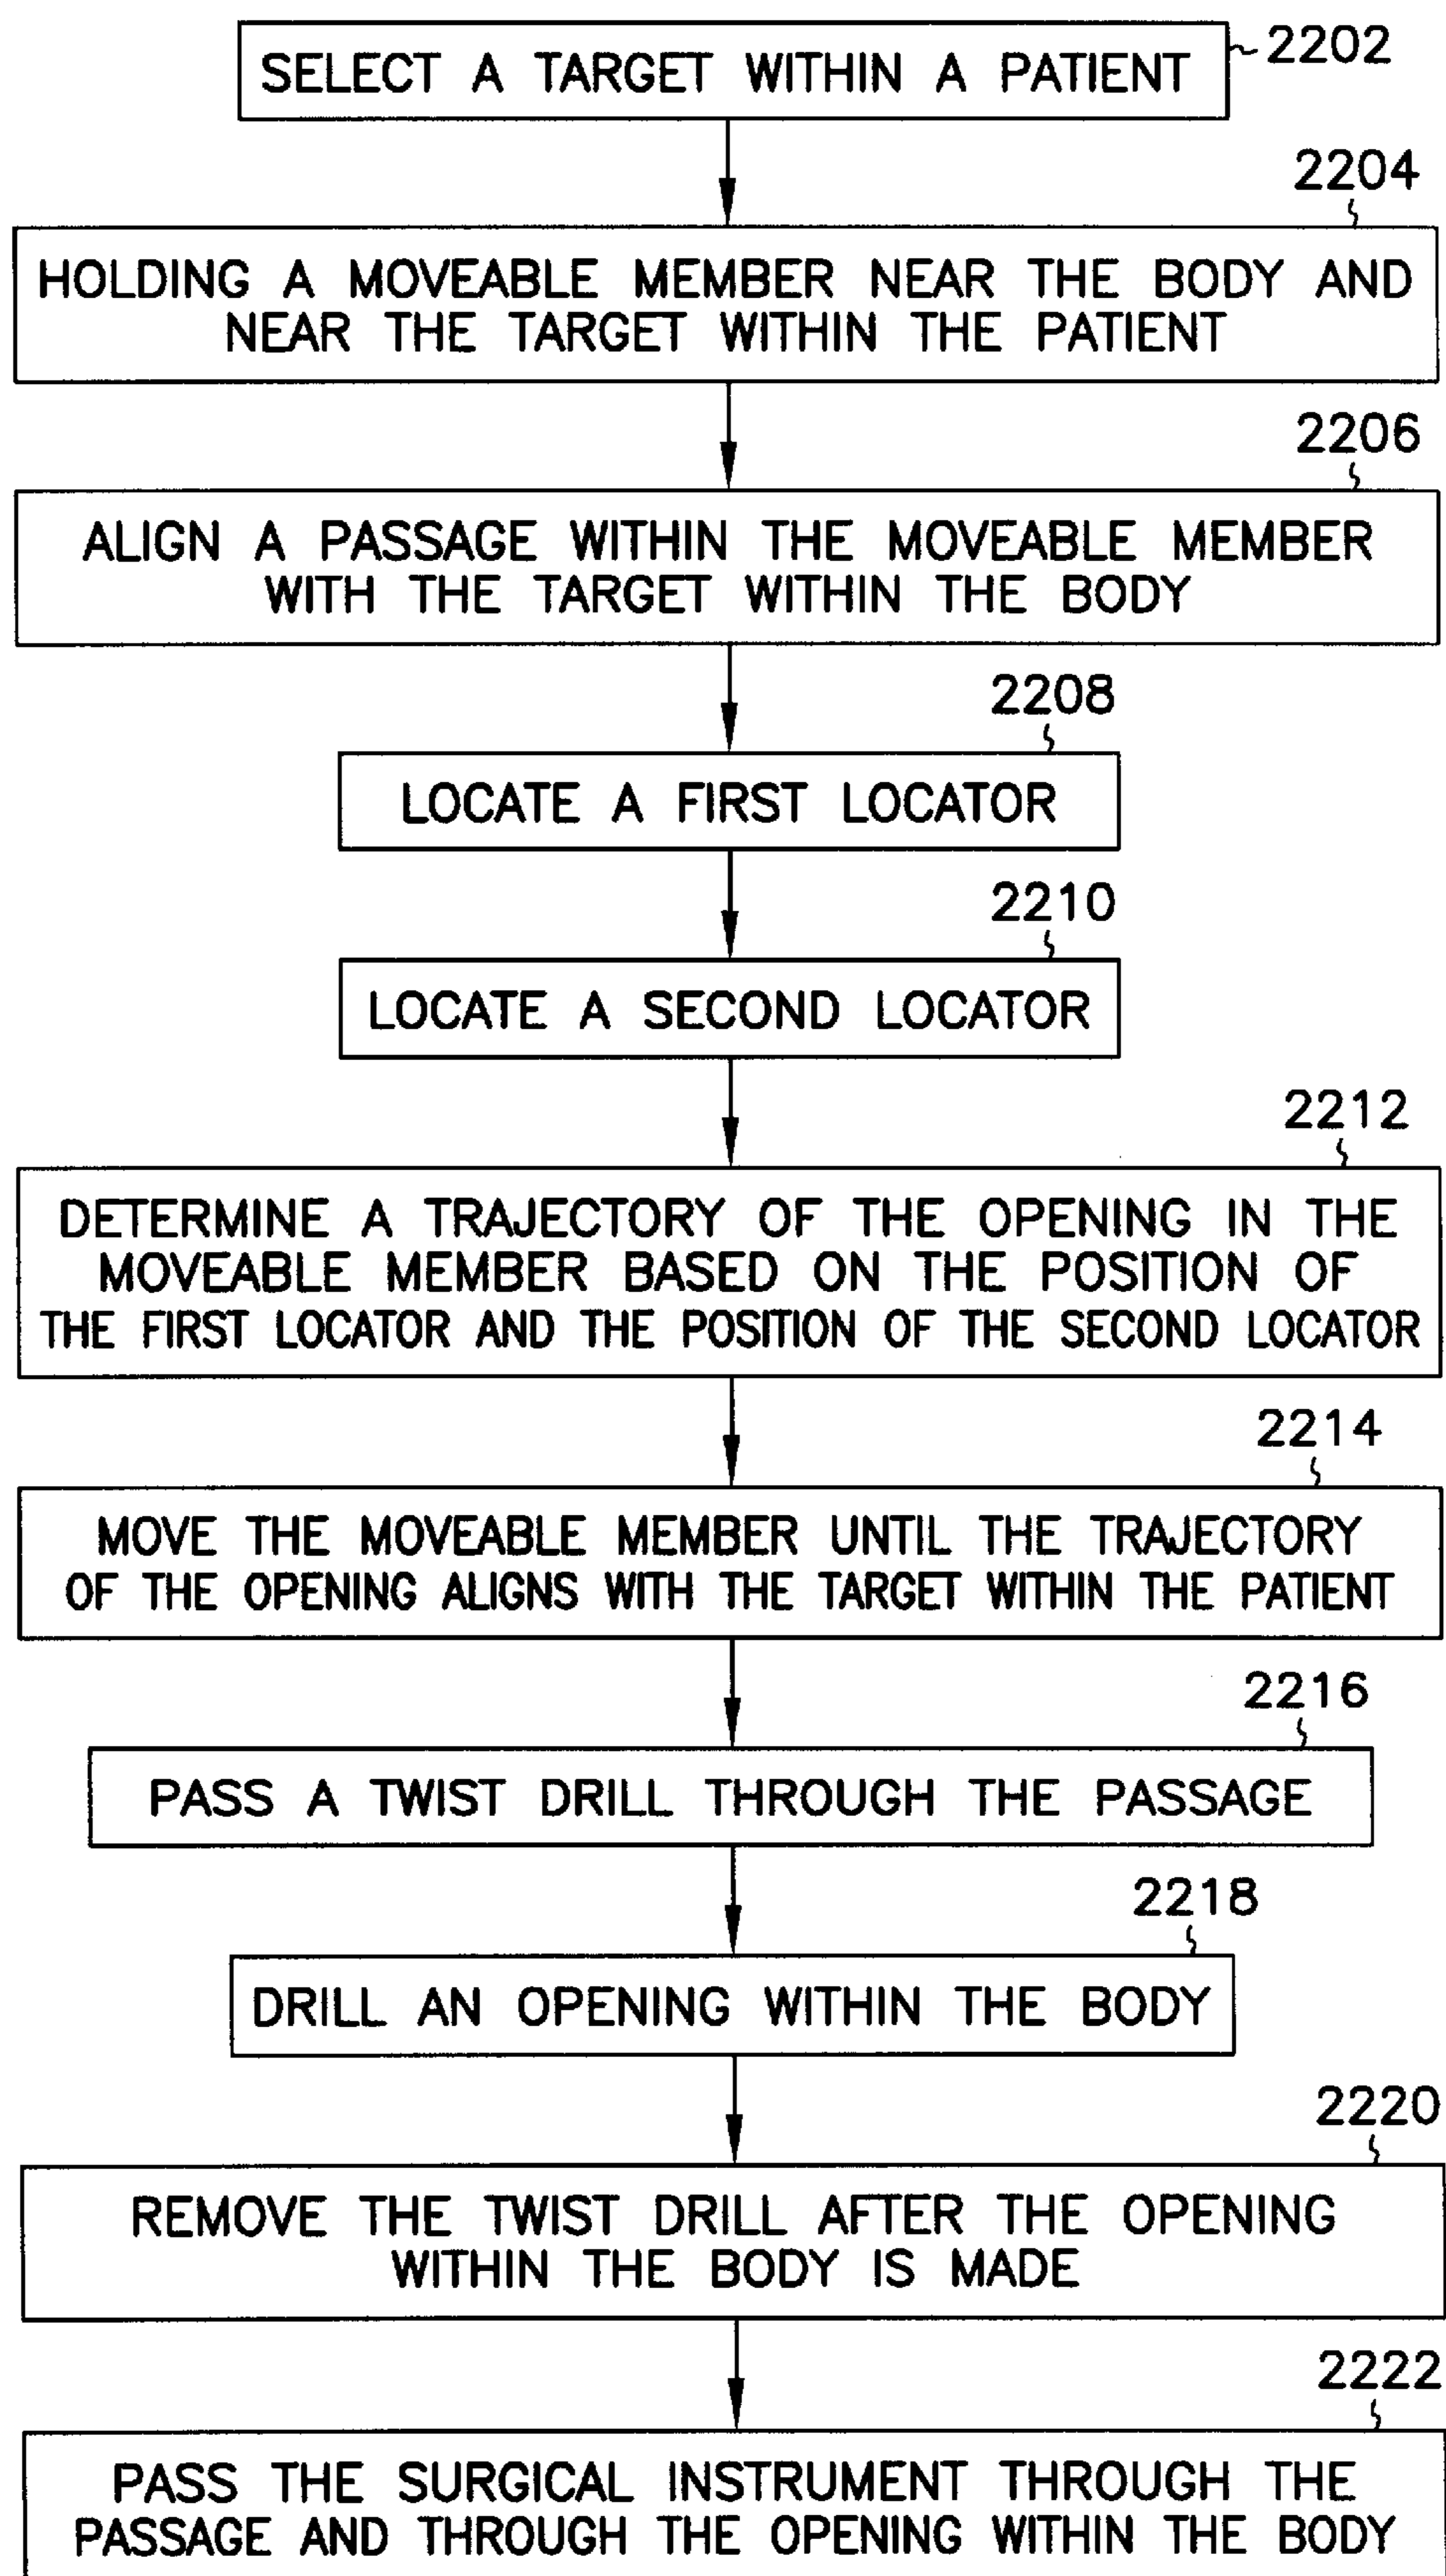 SELECT A TARGET WITHIN A PATIENT
2202
2204
HOLDING A MOVEABLE MEMBER NEAR THE BODY AND
NEAR THE TARGET WITHIN THE PATIENT
2206
ALIGN A PASSAGE WITHIN THE MOVEABLE MEMBER
WITH THE TARGET WITHIN THE BODY
2208
LOCATE A FIRST LOCATOR
2210
LOCATE A SECOND LOCATOR
2212
DETERMINE A TRAJECTORY OF THE OPENING IN THE
MOVEABLE MEMBER BASED ON THE POSITION OF
THE FIRST LOCATOR AND THE POSITION OF THE SECOND LOCATOR
2214
MOVE THE MOVEABLE MEMBER UNTIL THE TRAJECTORY
OF THE OPENING ALIGNS WITH THE TARGET WITHIN THE PATIENT
2216
PASS A TWIST DRILL THROUGH THE PASSAGE
2218
DRILL AN OPENING WITHIN THE BODY
2220
REMOVE THE TWIST DRILL AFTER THE OPENING
WITHIN THE BODY IS MADE
2222
PASS THE SURGICAL INSTRUMENT THROUGH THE
PASSAGE AND THROUGH THE OPENING WITHIN THE BODY